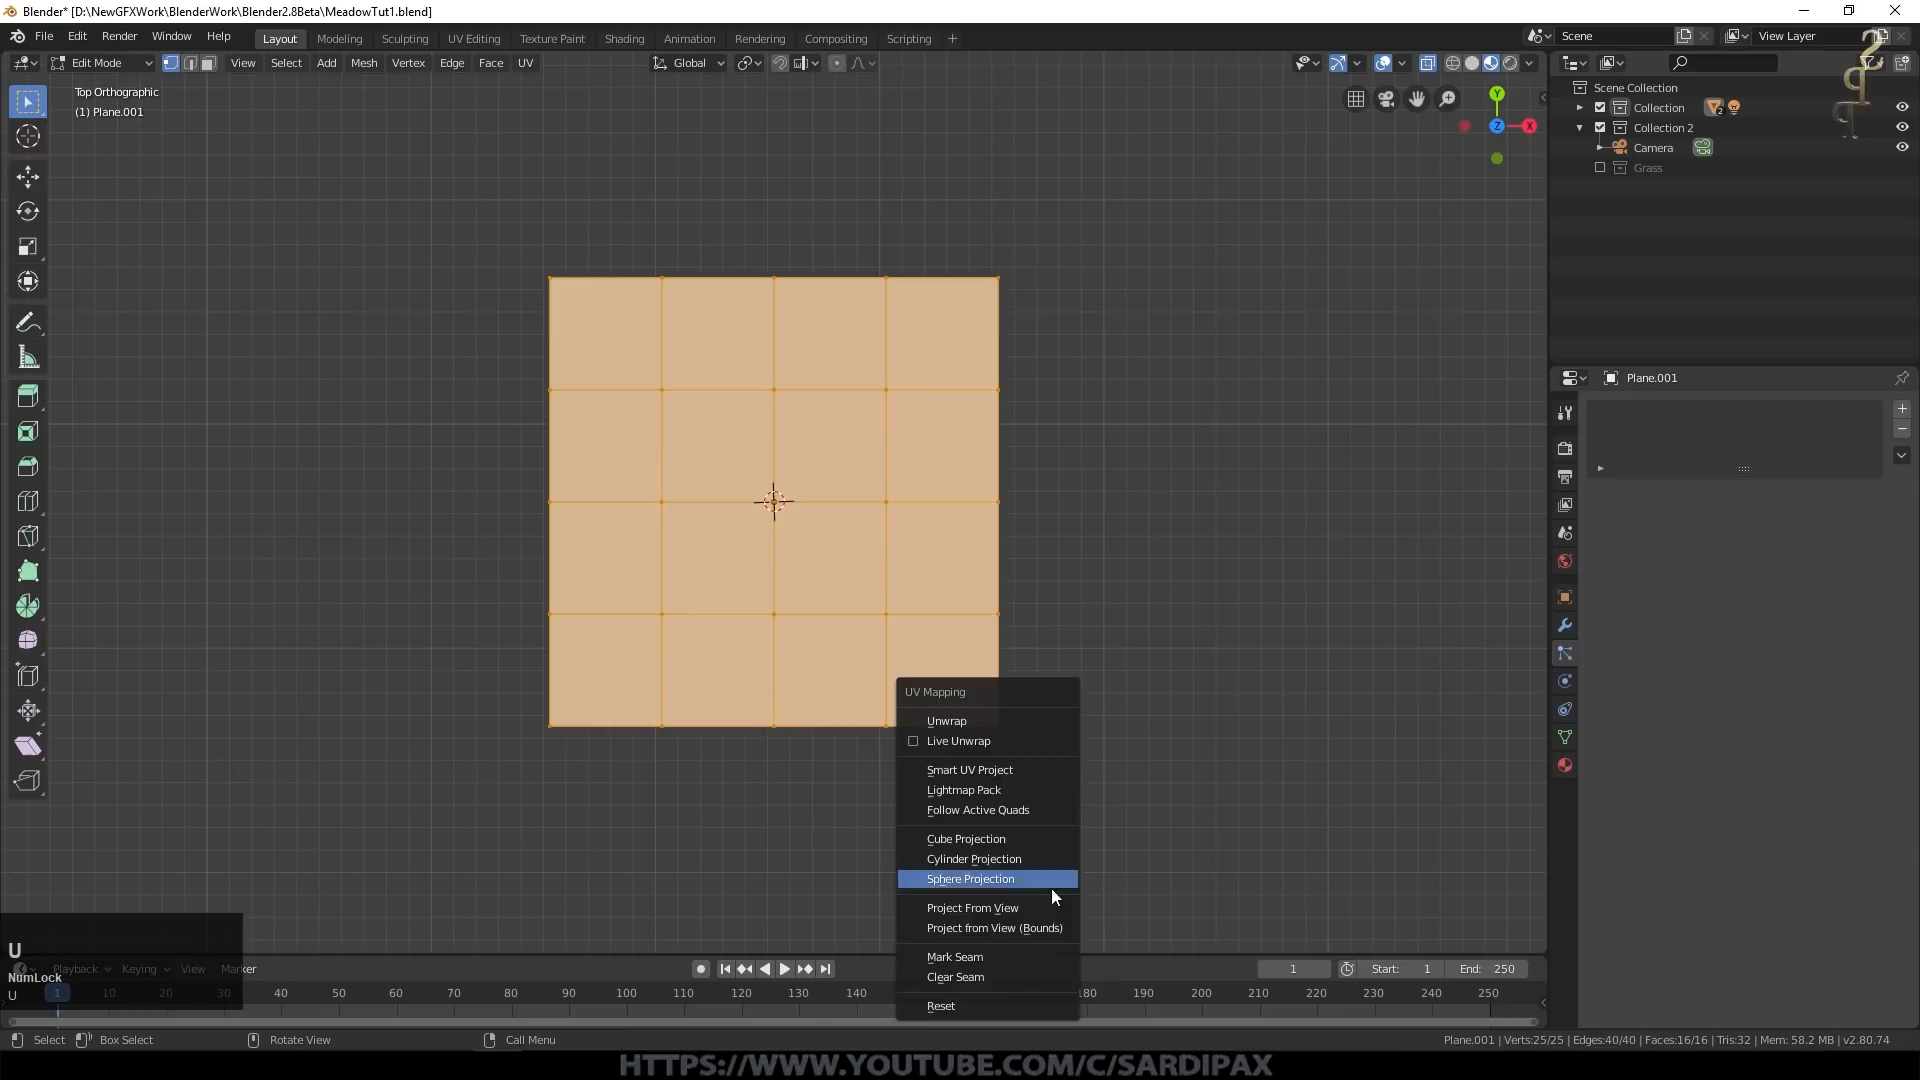 Blender* [D:\NewGFXWork\BlenderWork\Blender2.8Beta\MeadowTut1.blend]
File Edit Render Window Help Layout Modeling Sculpting UV Editing Texture Paint Shading Animation Rendering Compositing Scripting + Scene View Layer
Edit Mode View Select Add Mesh Vertex Edge Face UV Global
Top Orthographic
(1) Plane.001
Y
Z
X
Scene Collection
Collection 2
Collection 2
Camera
Grass
Plane.001
UV Mapping
Unwrap
Live Unwrap
Smart UV Project
Lightmap Pack
Follow Active Quads
Cube Projection
Cylinder Projection
Sphere Projection
Project From View
Project from View (Bounds)
Mark Seam
Clear Seam
Reset
U
NumLock
U
Playback Keying View Marker 1 Start: 1 End: 250
1 10 20 30 40 50 60 70 80 90 100 110 120 130 140 180 190 200 210 220 230 240 250
Select Box Select Rotate View Call Menu Plane.001 | Verts:25/25 | Edges:40/40 | Faces:16/16 | Tris:32 | Mem: 58.2 MB | v2.80.74
HTTPS://WWW.YOUTUBE.COM/C/SARDIPAX